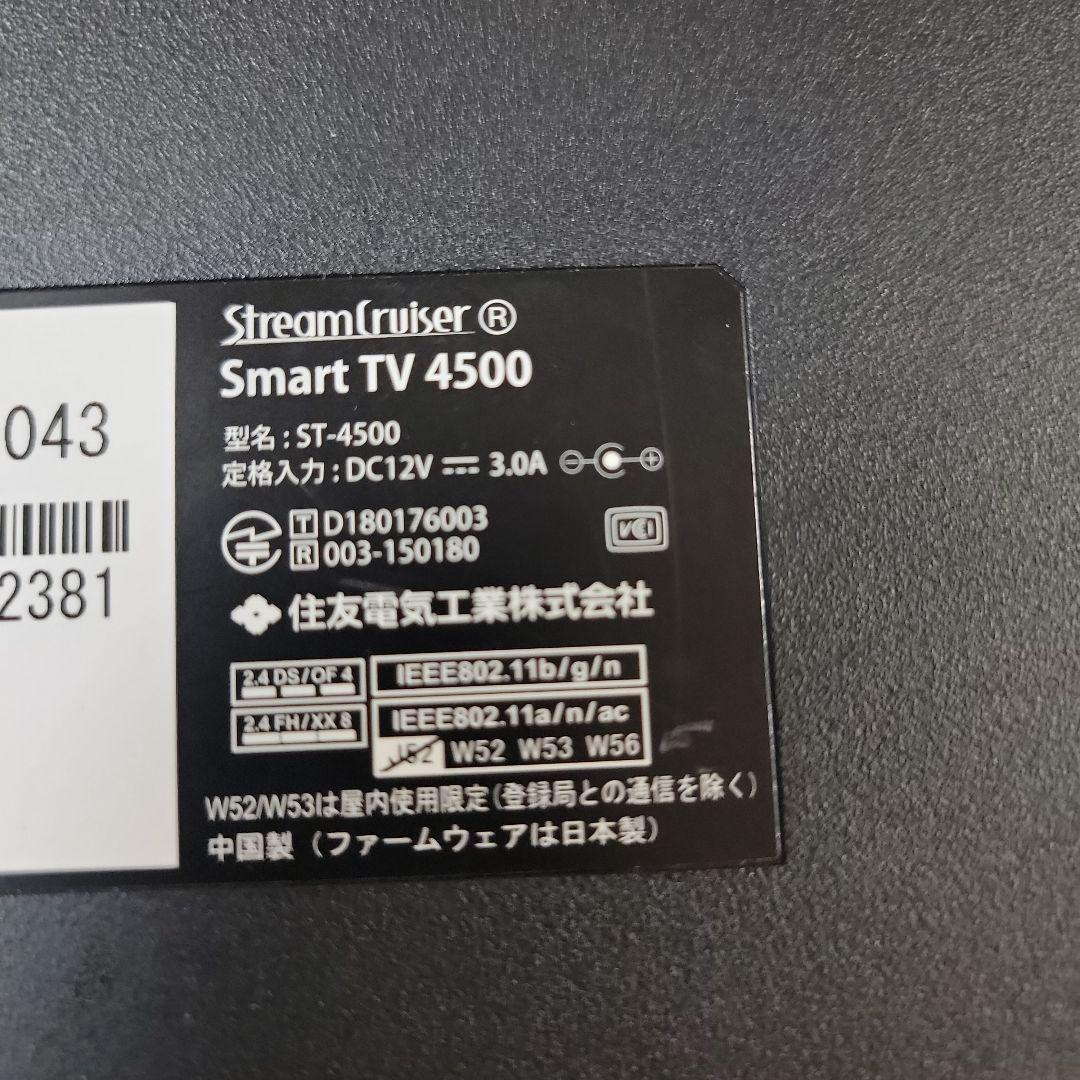 043
2381
StreamCruiser ®
Smart TV 4500
型名 : ST-4500
定格入力 : DC12V ⎓ 3.0A ⊖ ⊕
T D180176003
R 003-150180
VCI
住友電気工業株式会社
2.4 DS/OF 4
2.4 FH/XX 8
IEEE802.11b/g/n
IEEE802.11a/n/ac
J52 W52 W53 W56
W52/W53は屋内使用限定(登録局との通信を除く)
中国製（ファームウェアは日本製）